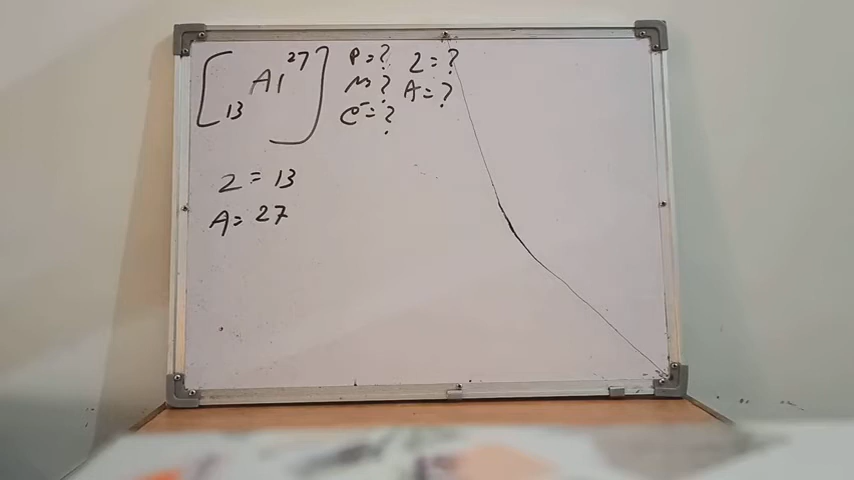 27
Al
13
P=? Z=?
N? A=?
e-=?
Z = 13
A= 27